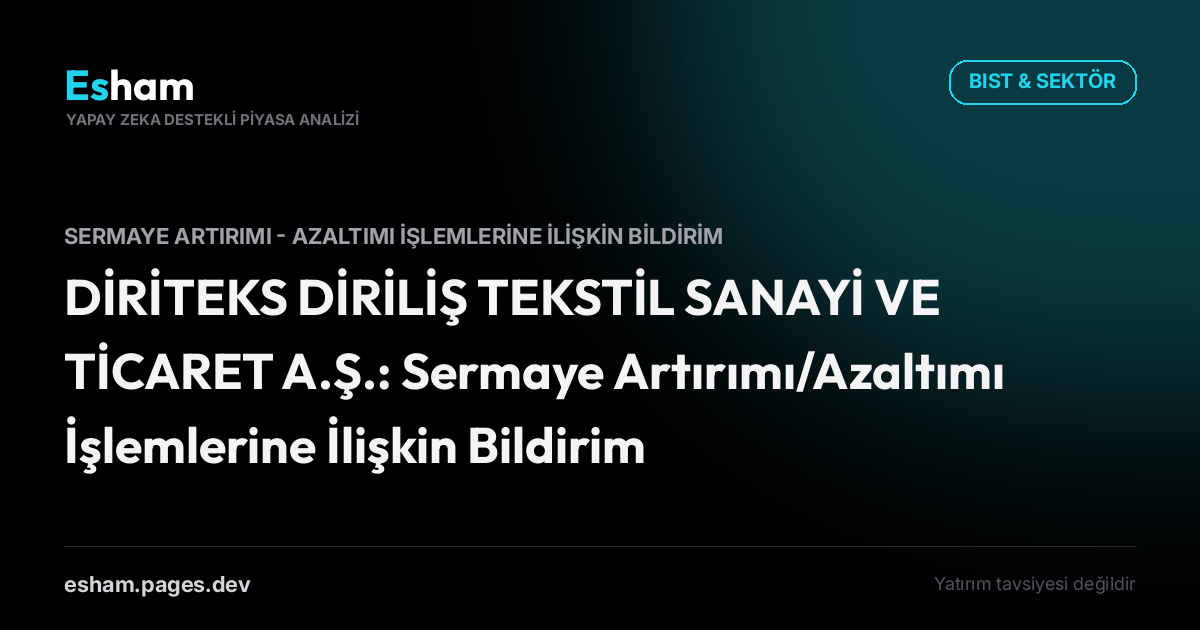 Esham
BIST & SEKTÖR
YAPAY ZEKA DESTEKLİ PİYASA ANALİZİ
SERMAYE ARTIRIMI - AZALTIMI İŞLEMLERİNE İLİŞKİN BİLDİRİM
DİRİTEKS DİRİLİŞ TEKSTİL SANAYİ VE
TİCARET A.Ş.: Sermaye Artırımı/Azaltımı
İşlemlerine İlişkin Bildirim
esham.pages.dev
Yatırım tavsiyesi değildir